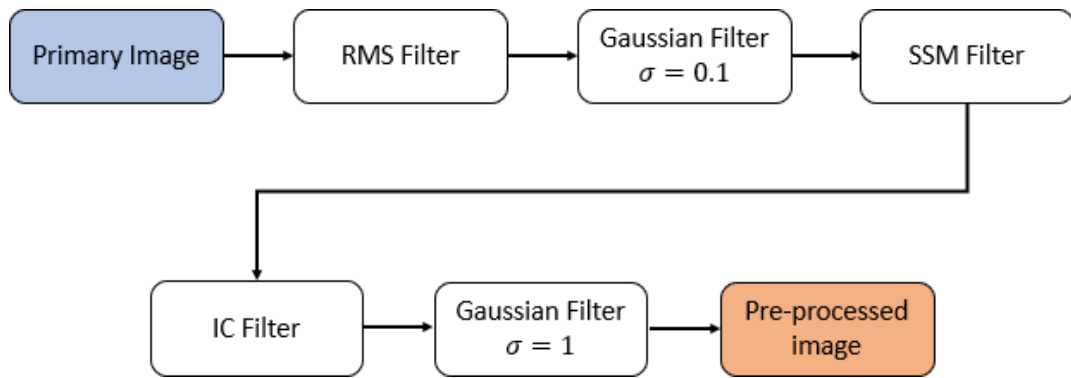 Primary Image
RMS Filter
Gaussian Filter
σ = 0.1
SSM Filter
IC Filter
Gaussian Filter
σ = 1
Pre-processed
image